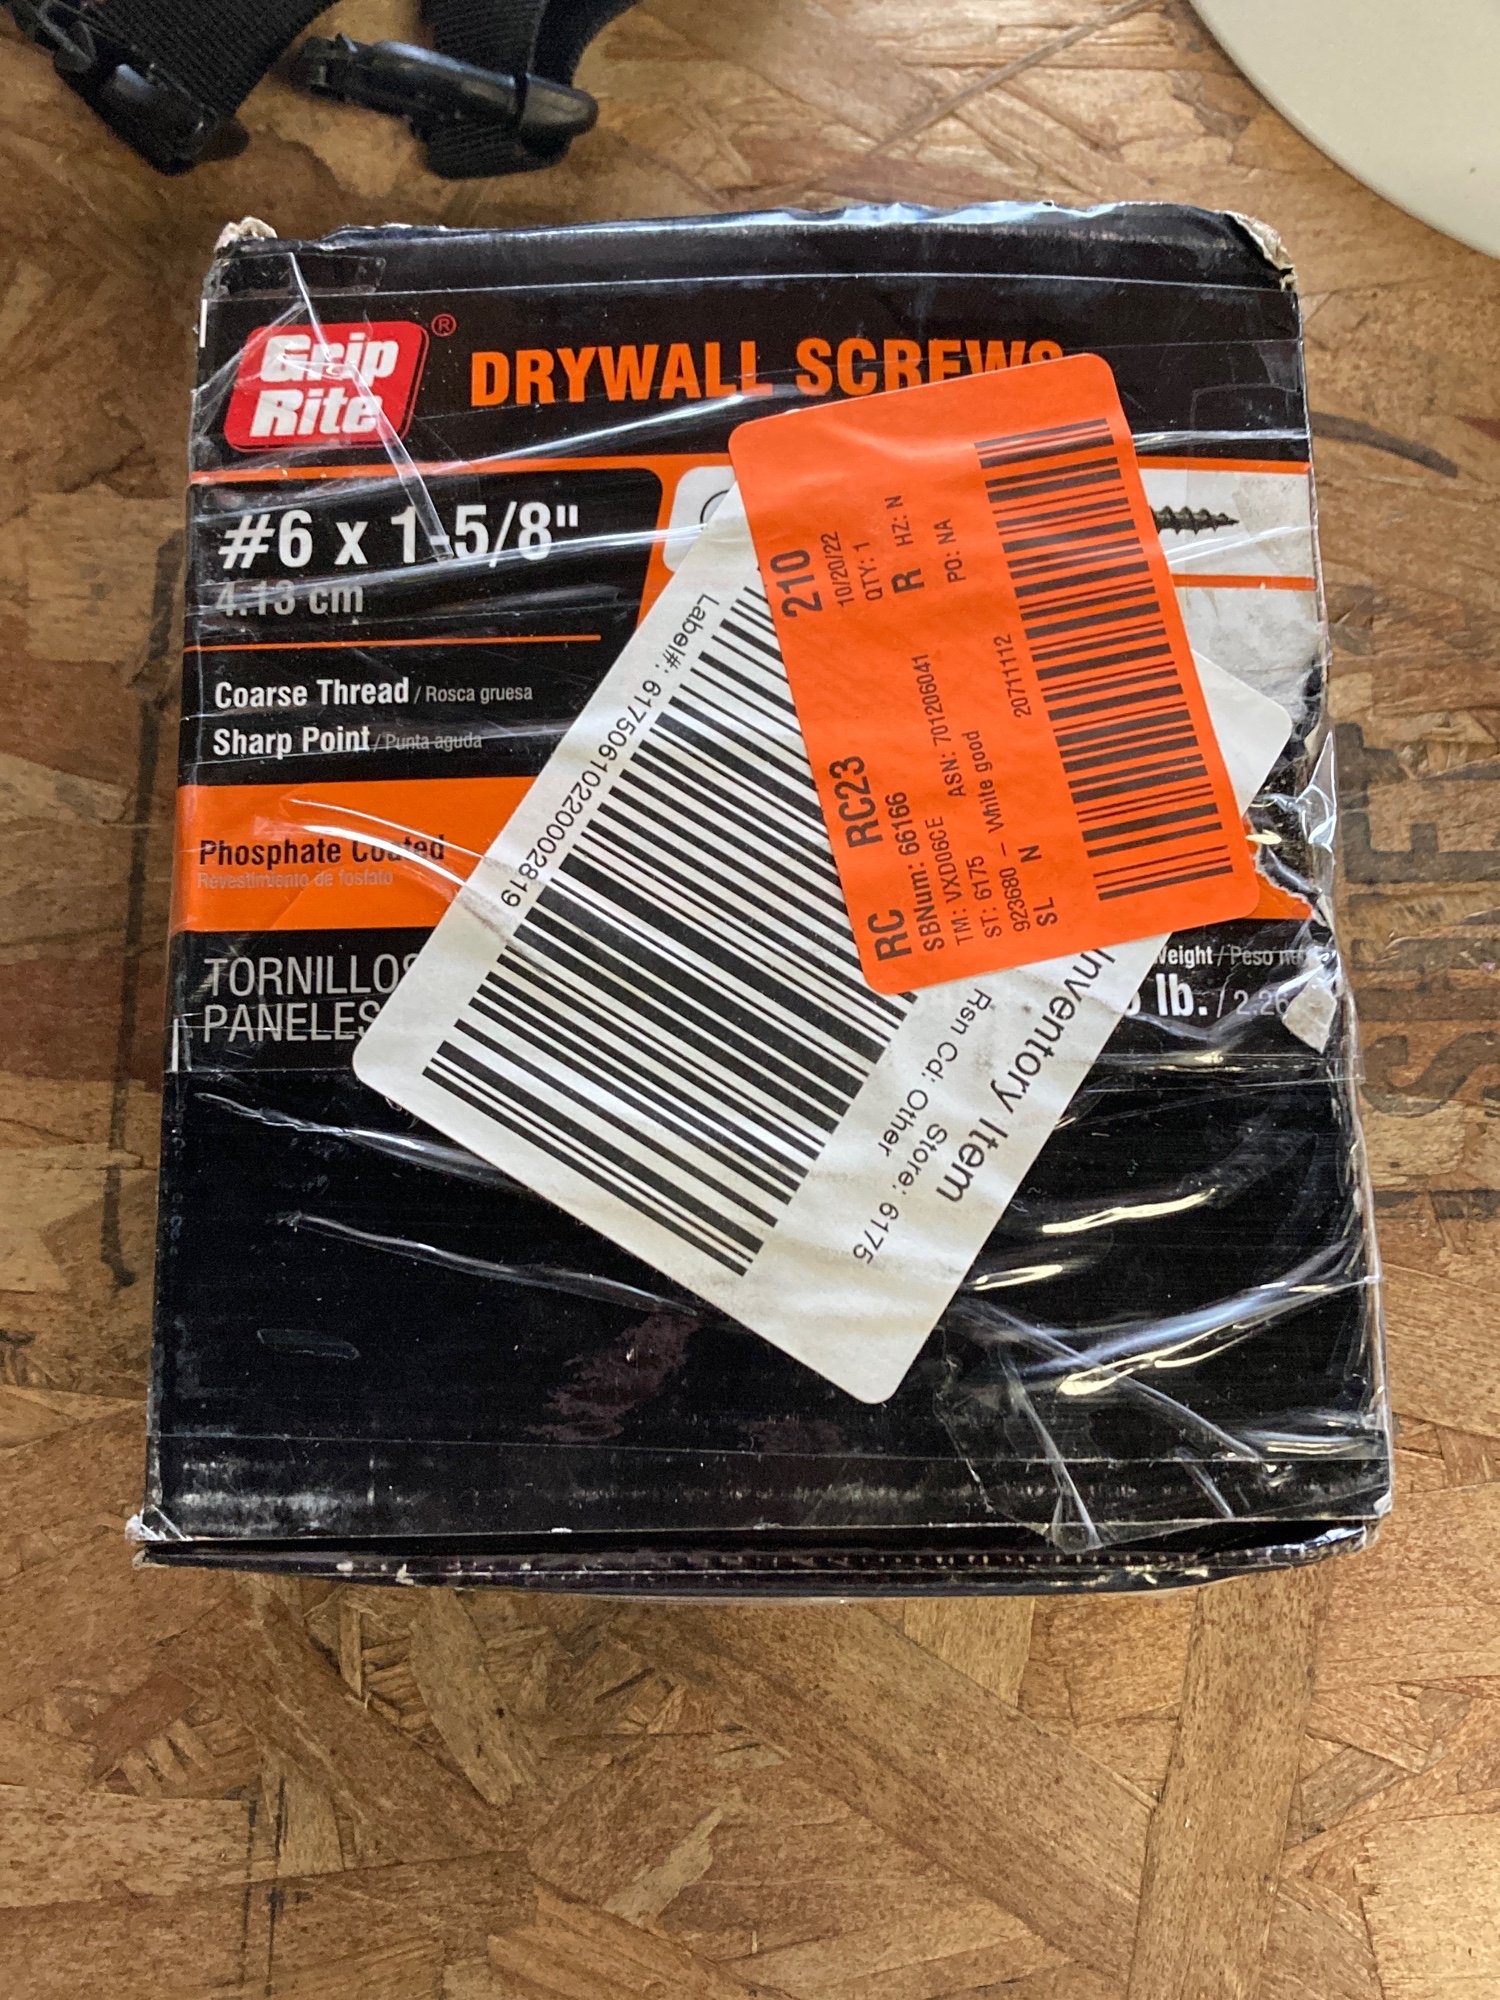 Grip
Rite®
DRYWALL SCREWS
#6 x 1-5/8"
4.13 cm
Coarse Thread / Rosca gruesa
Sharp Point / Punta aguda
Phosphate Coated
Revestimiento de fosfato
TORNILLOS
PANELES
Weight / Peso
lb. / 2.26
Label#: 617506102200002819
Inventory Item
Rsn Cd: Other
Store: 6175
210
10/20/22
QTY: 1
R HZ: N
PO: NA
RC RC23
SBNum: 66166
TM: VXD06CE ASN: 701206041
ST: 6175
923680 - White good
SL N
20711112